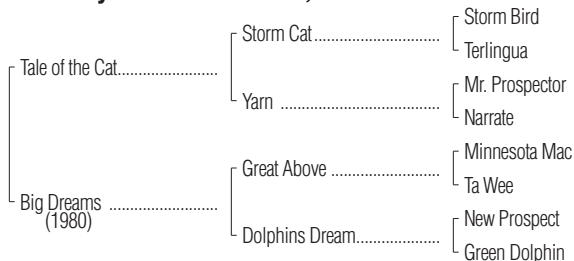 Storm Bird
Storm Cat
Terlingua
Tale of the Cat
Mr. Prospector
Yarn
Narrate
Minnesota Mac
Great Above
Ta Wee
Big Dreams
(1980)
New Prospect
Dolphins Dream
Green Dolphin